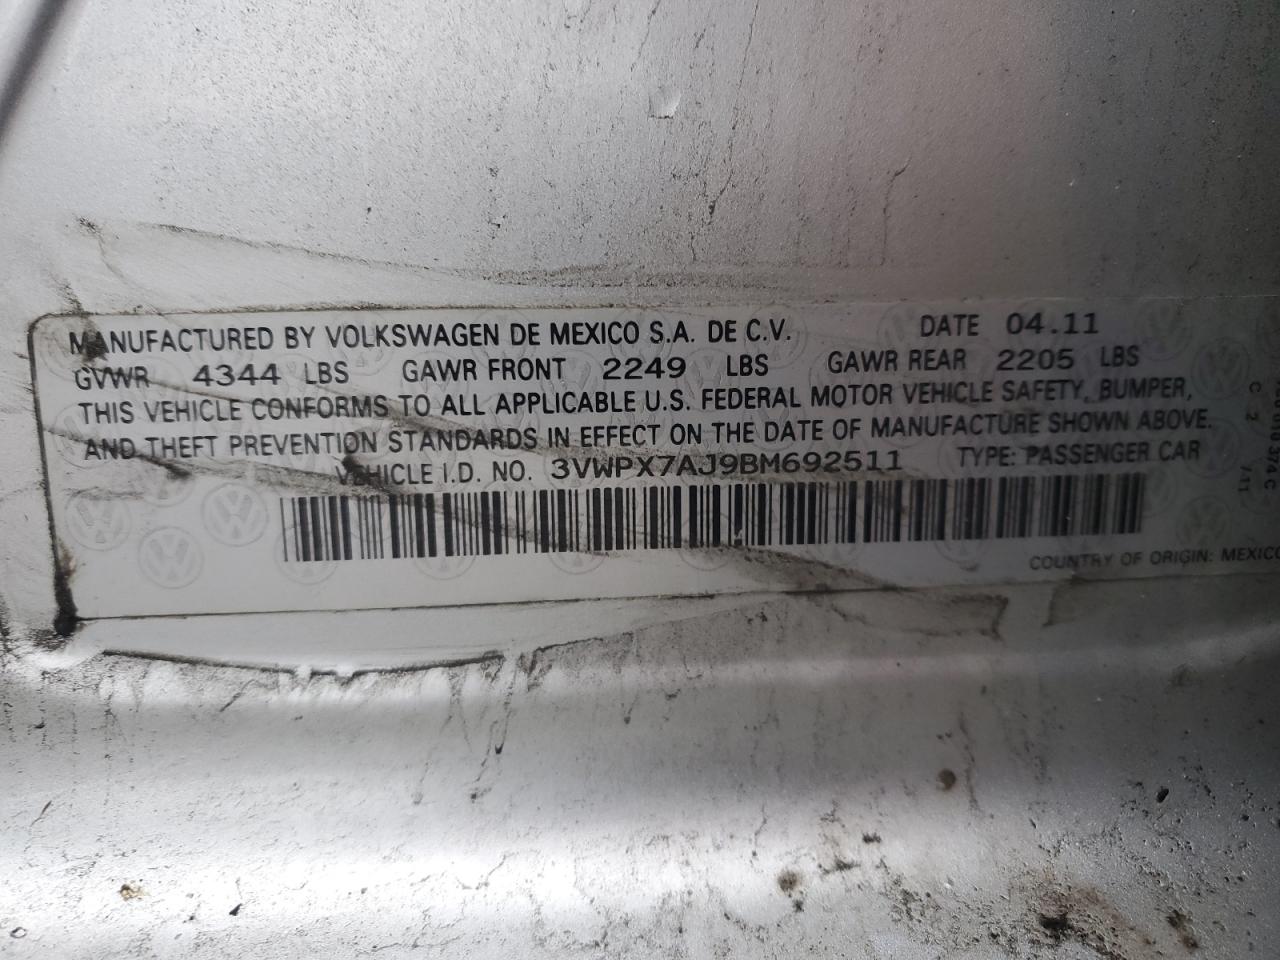 MANUFACTURED BY VOLKSWAGEN DE MEXICO S.A. DE C.V. DATE 04.11
GVWR 4344 LBS GAWR FRONT 2249 LBS GAWR REAR 2205 LBS
THIS VEHICLE CONFORMS TO ALL APPLICABLE U.S. FEDERAL MOTOR VEHICLE SAFETY, BUMPER,
AND THEFT PREVENTION STANDARDS IN EFFECT ON THE DATE OF MANUFACTURE SHOWN ABOVE.
VEHICLE I.D. NO. 3VWPX7AJ9BM692511 TYPE: PASSENGER CAR
COUNTRY OF ORIGIN: MEXICO